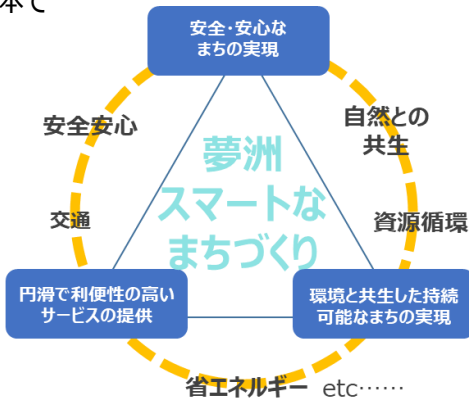 本で
安全・安心な
まちの実現
安全安心
自然との
共生
夢洲
スマートな
まちづくり
交通
資源循環
円滑で利便性の高い
サービスの提供
環境と共生した持続
可能なまちの実現
省エネルギー etc……